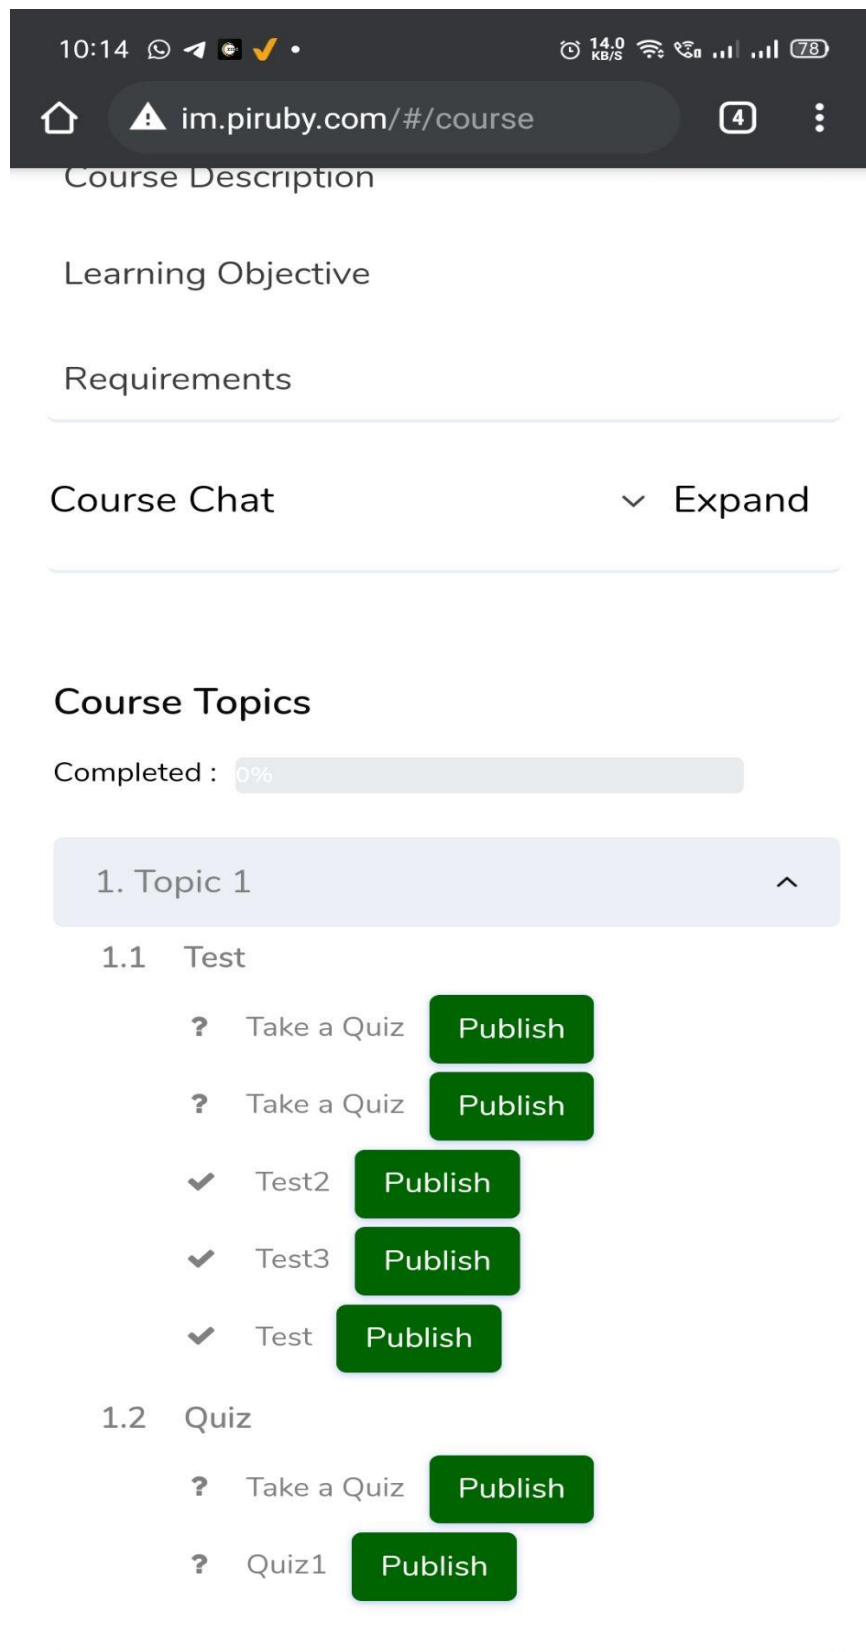 10:14 14.0 KB/S 78
im.piruby.com/#/course 4
Course Description
Learning Objective
Requirements
Course Chat Expand
Course Topics
Completed : 0%
1. Topic 1
1.1 Test
? Take a Quiz Publish
? Take a Quiz Publish
Test2 Publish
Test3 Publish
Test Publish
1.2 Quiz
? Take a Quiz Publish
? Quiz1 Publish